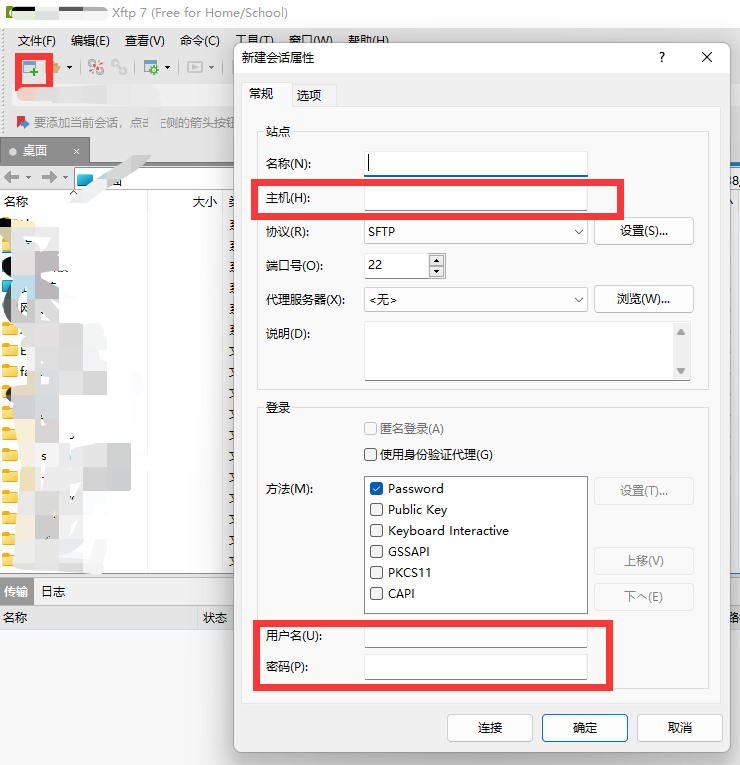 Xftp 7 (Free for Home/School)
文件(F) 编辑(E) 查看(V) 命令(C) 工具(T) 窗口(W) 帮助(H)
新建会话属性
常规 选项
要添加当前会话，点击左侧的箭头按钮
站点
桌面
名称(N):
主机(H):
名称 大小
协议(R): SFTP 设置(S)...
端口号(O): 22
代理服务器(X): <无> 浏览(W)...
说明(D):
登录
匿名登录(A)
使用身份验证代理(G)
方法(M): Password 设置(T)...
Public Key
Keyboard Interactive
GSSAPI
PKCS11 上移(V)
CAPI 下へ(E)
传输 日志
名称 状态
用户名(U):
密码(P):
连接 确定 取消